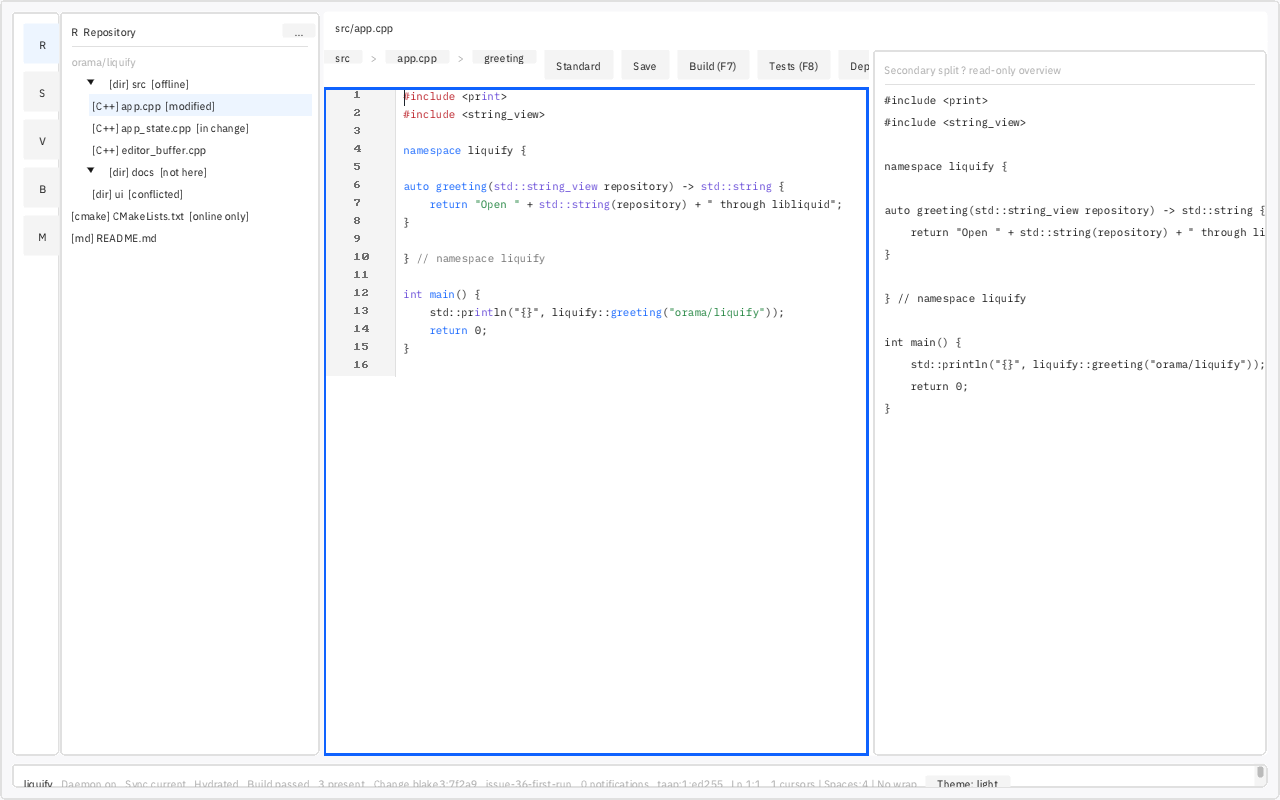 R
S
V
B
M
R Repository
...
orama/liquify
[dir] src [offline]
[C++] app.cpp [modified]
[C++] app_state.cpp [in change]
[C++] editor_buffer.cpp
[dir] docs [not here]
[dir] ui [conflicted]
[cmake] CMakeLists.txt [online only]
[md] README.md
src/app.cpp
src > app.cpp > greeting Standard Save Build (F7) Tests (F8) Dep
1 #include <print>
2 #include <string_view>
3
4 namespace liquify {
5
6 auto greeting(std::string_view repository) -> std::string {
7 return "Open " + std::string(repository) + " through libliquid";
8 }
9
10 } // namespace liquify
11
12 int main() {
13 std::println("{}", liquify::greeting("orama/liquify"));
14 return 0;
15 }
16
Secondary split ? read-only overview
#include <print>
#include <string_view>
namespace liquify {
auto greeting(std::string_view repository) -> std::string {
return "Open " + std::string(repository) + " through li
}
} // namespace liquify
int main() {
std::println("{}", liquify::greeting("orama/liquify"));
return 0;
}
liquify Daemon on Sync current Hydrated Build passed 3 present Change blake3:7f2a9 issue-36-first-run 0 notifications taap:1:ed255 Ln 1:1 1 cursors | Spaces:4 | No wrap Theme: light